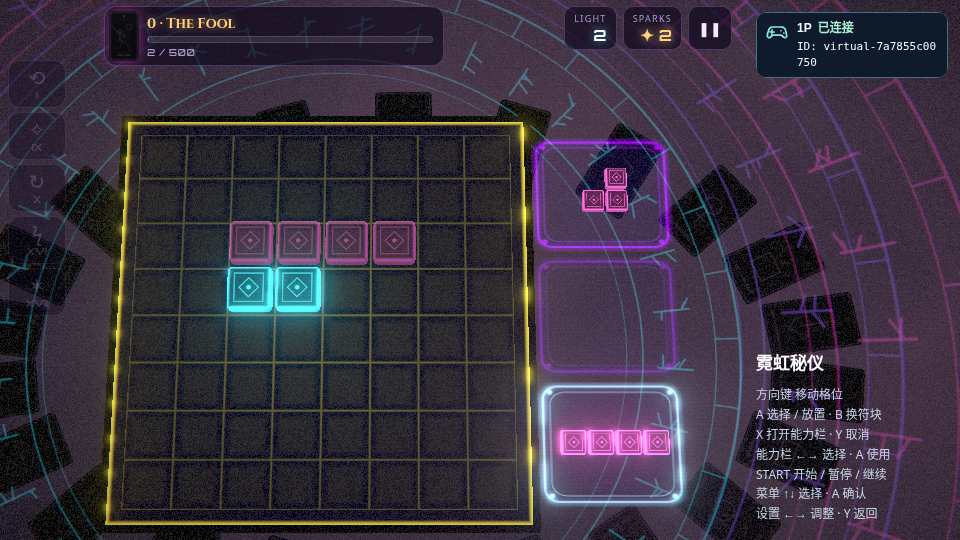 0 · THE FOOL
2 / 500
LIGHT
2
SPARKS
✦ 2
1P 已连接
ID: virtual-7a7855c00
750
I
IX
X
霓虹秘仪
方向键 移动格位
A 选择 / 放置 · B 换符块
X 打开能力栏 · Y 取消
能力栏 ←→ 选择 · A 使用
START 开始 / 暂停 / 继续
菜单 ↑↓ 选择 · A 确认
设置 ←→ 调整 · Y 返回